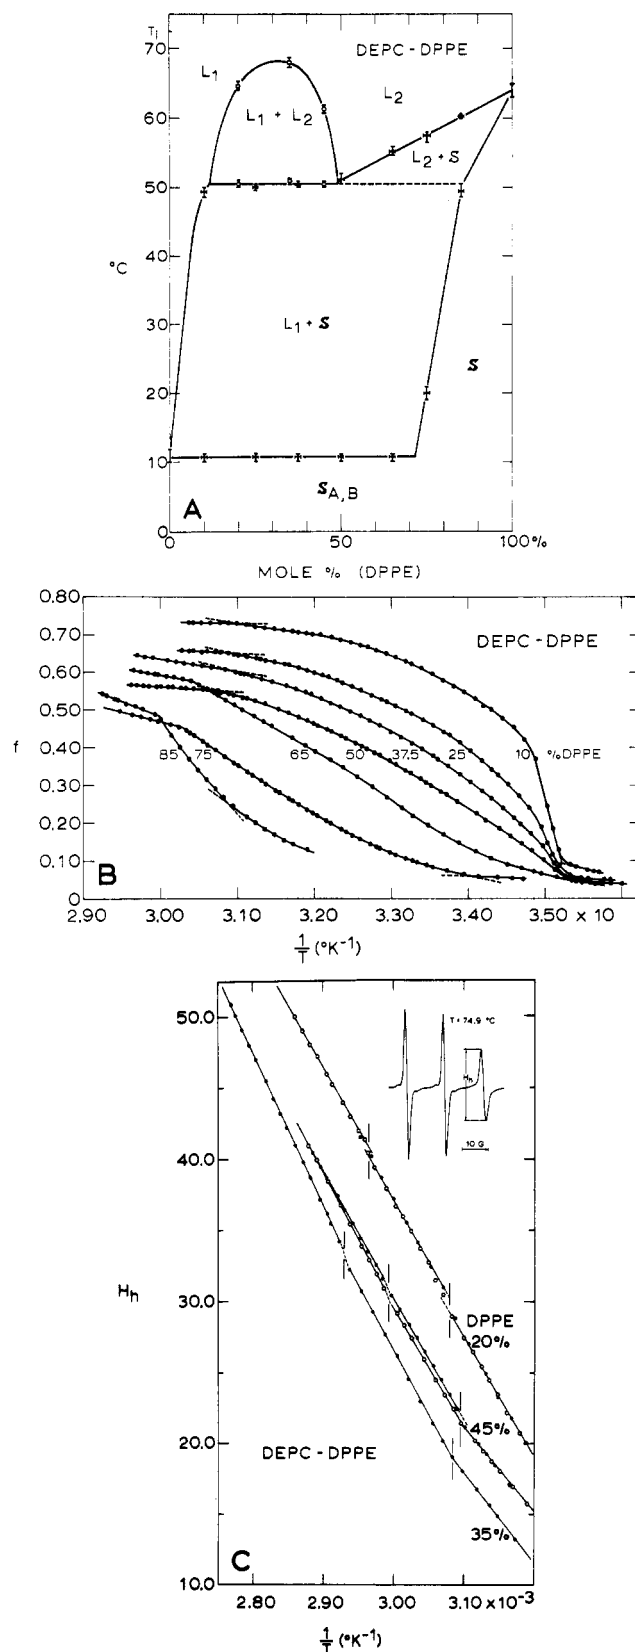 T
70
60
50
40
30
20
10
0
°C
DEPC-DPPE
L1
L2
L1 + L2
L2 + S
L1 + S
S
SA,B
A
0
50
100%
MOLE % (DPPE)
0.80
0.70
0.60
0.50
0.40
0.30
0.20
0.10
0
f
DEPC-DPPE
85
75
65
50
37.5
25
10
%DPPE
B
2.90
3.00
3.10
3.20
3.30
3.40
3.50 × 10
1/T (°K⁻¹)
50.0
40.0
30.0
20.0
10.0
Hh
T = 74.9 °C
Hh
10 G
DPPE
20%
45%
35%
DEPC-DPPE
C
2.80
2.90
3.00
3.10 ×10⁻³
1/T (°K⁻¹)